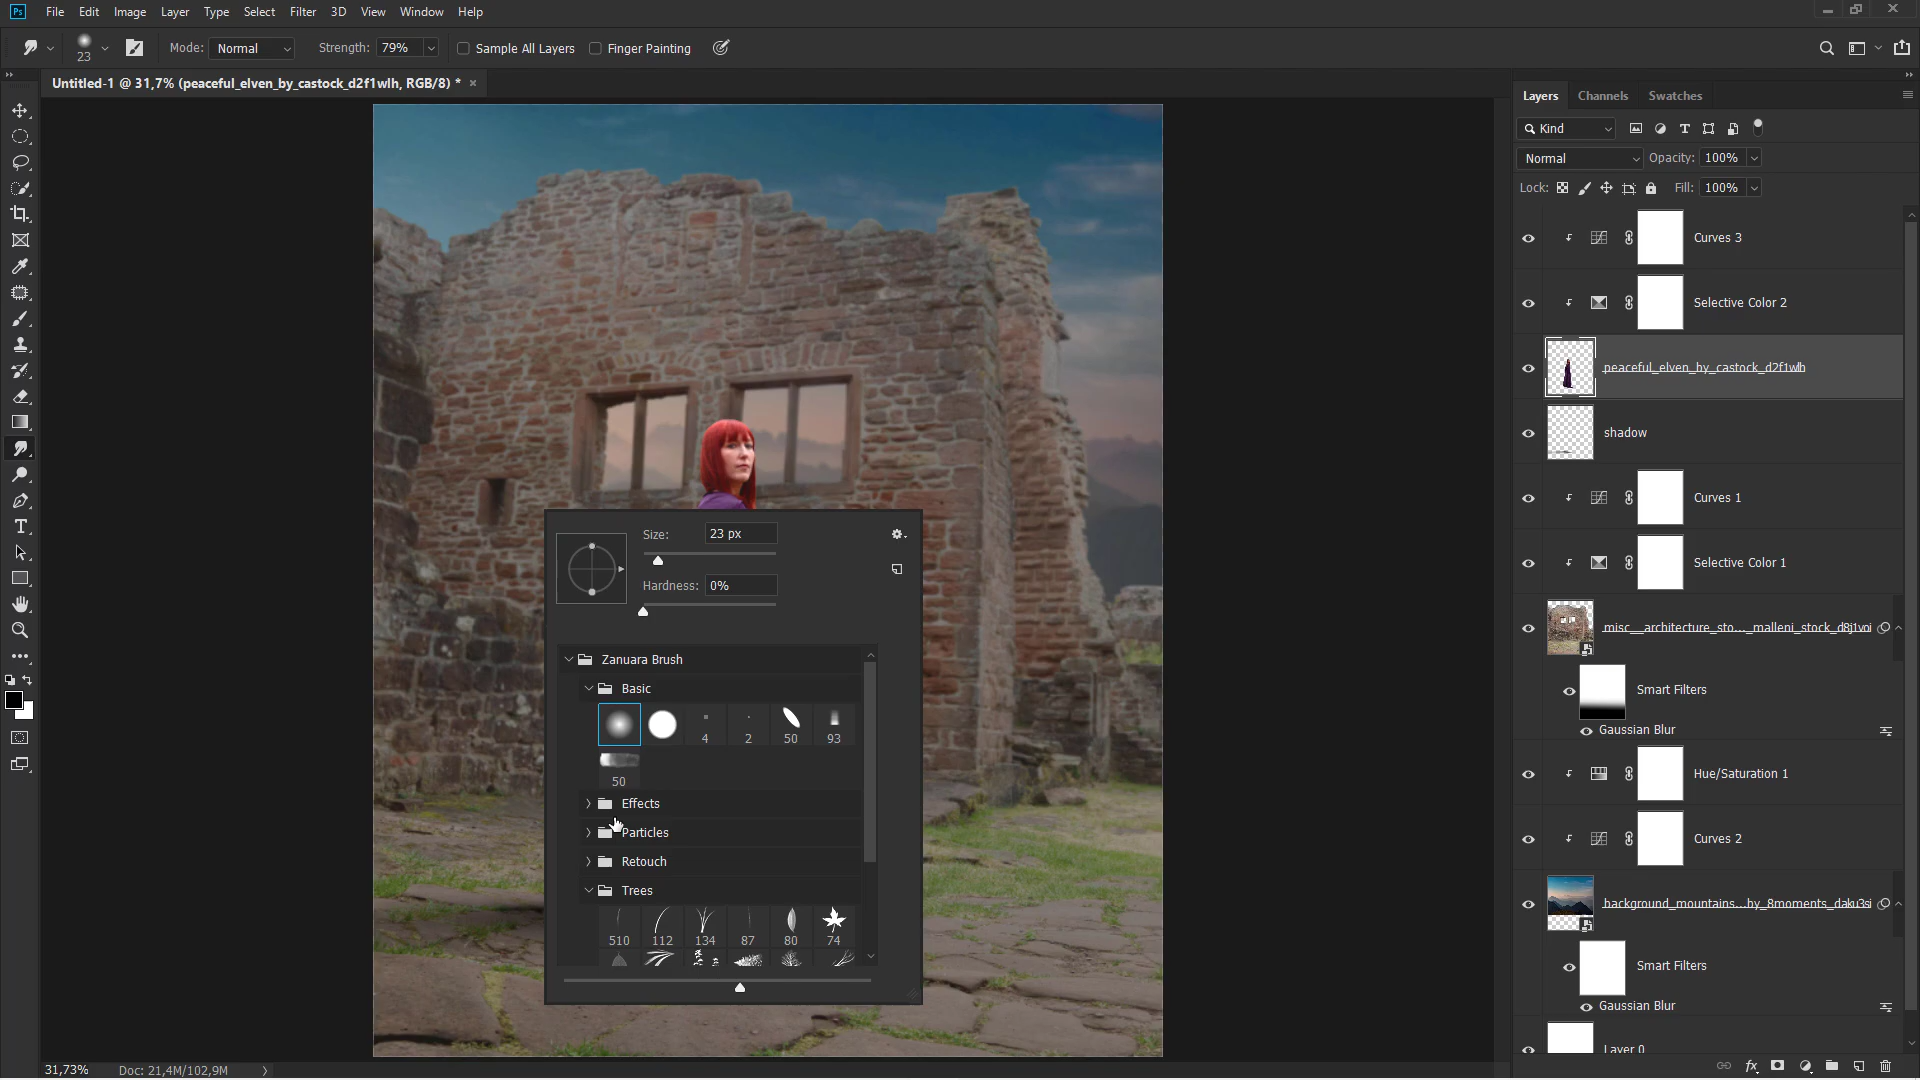 Ps File Edit Image Layer Type Select Filter 3D View Window Help
23 Mode: Normal Strength: 79% Sample All Layers Finger Painting
Untitled-1 @ 31,7% (peaceful_elven_by_castock_d2f1wlh, RGB/8) * ×
Layers Channels Swatches
Kind
Normal Opacity: 100%
Lock: Fill: 100%
Curves 3
Selective Color 2
peaceful_elven_by_castock_d2f1wlh
shadow
Curves 1
Selective Color 1
misc__architecture_sto..._malleni_stock_d8j1voi
Smart Filters
Gaussian Blur
Hue/Saturation 1
Curves 2
background_mountains...by_8moments_daku3si
Smart Filters
Gaussian Blur
Layer 0
Size: 23 px
Hardness: 0%
Zanuara Brush
Basic
4 2 50 93
50
Effects
Particles
Retouch
Trees
510 112 134 87 80 74
31,73% Doc: 21,4M/102,9M